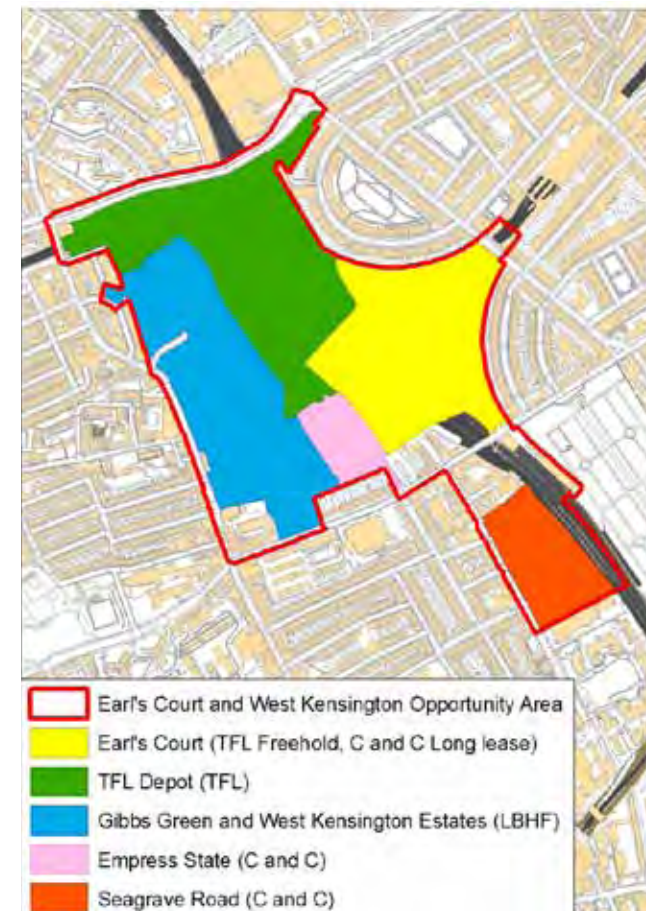 Earl's Court and West Kensington Opportunity Area
Earl's Court (TFL Freehold, C and C Long lease)
TFL Depot (TFL)
Gibbs Green and West Kensington Estates (LBHF)
Empress State (C and C)
Seagrave Road (C and C)